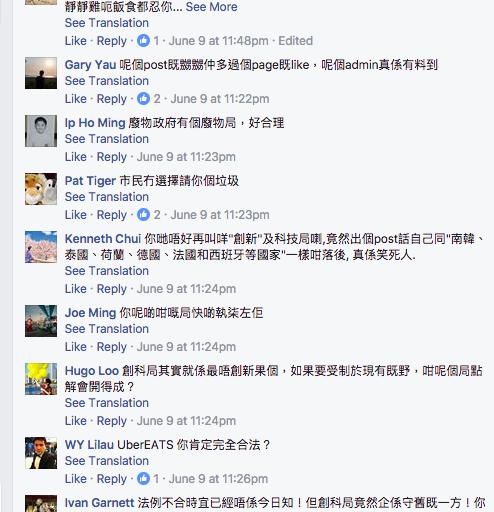 靜靜雞呃飯食都忍你... See More
See Translation
Like · Reply · 1 · June 9 at 11:48pm · Edited
Gary Yau 呢個post既嬲嬲仲多過個page既like，呢個admin真係有料到
See Translation
Like · Reply · 2 · June 9 at 11:22pm
Ip Ho Ming 廢物政府有個廢物局，好合理
See Translation
Like · Reply · June 9 at 11:23pm
Pat Tiger 市民冇選擇請你個垃圾
See Translation
Like · Reply · 2 · June 9 at 11:23pm
Kenneth Chui 你哋唔好再叫咩"創新"及科技局喇,竟然出個post話自己同"南韓、
泰國、荷蘭、德國、法國和西班牙等國家"一樣咁落後, 真係笑死人.
See Translation
Like · Reply · June 9 at 11:24pm
Joe Ming 你呢啲咁嘅局快啲執柒左佢
See Translation
Like · Reply · June 9 at 11:24pm
Hugo Loo 創科局其實就係最唔創新果個，如果要受制於現有既野，咁呢個局點
解會開得成？
See Translation
Like · Reply · June 9 at 11:24pm
WY Lilau UberEATS 你肯定完全合法？
See Translation
Like · Reply · 1 · June 9 at 11:26pm
Ivan Garnett 法例不合時宜已經唔係今日知！但創科局竟然企係守舊既一方！你